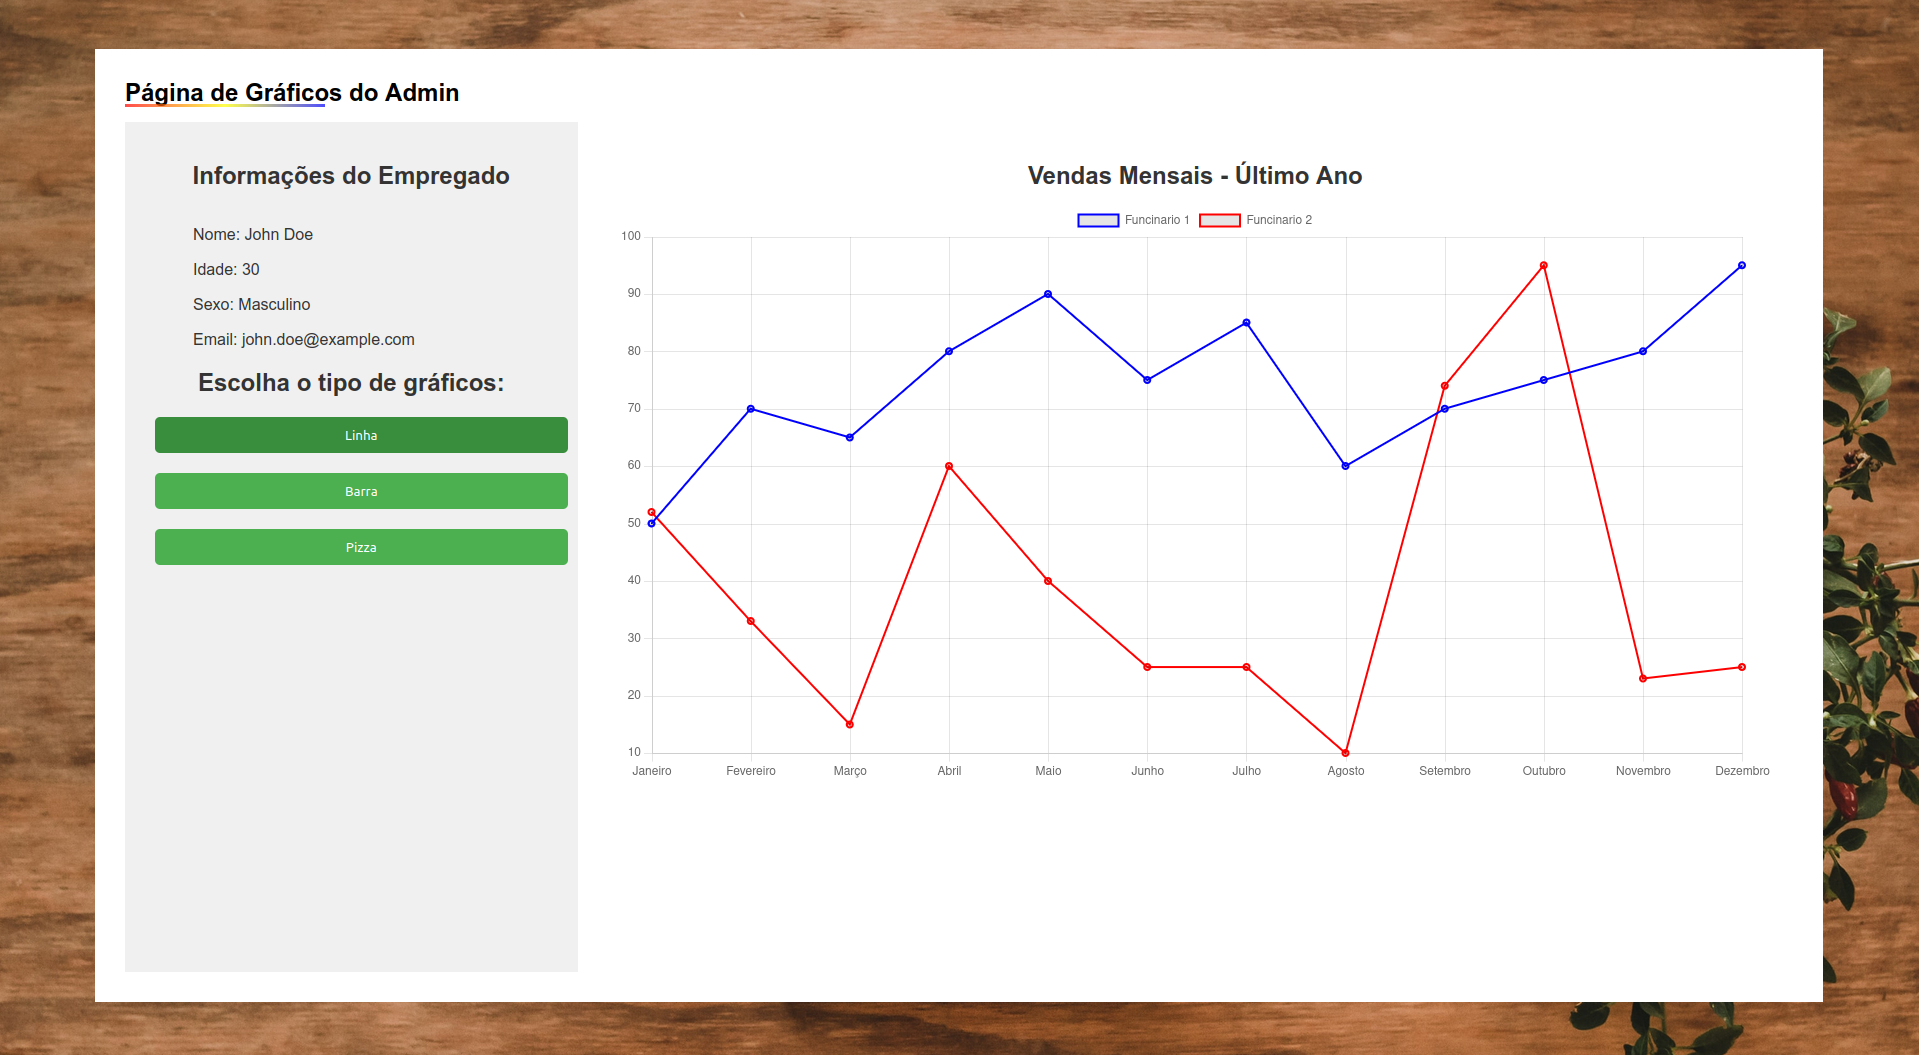 Página de Gráficos do Admin
Informações do Empregado
Nome: John Doe
Idade: 30
Sexo: Masculino
Email: john.doe@example.com
Escolha o tipo de gráficos:
Linha
Barra
Pizza
Vendas Mensais - Último Ano
Funcinario 1 Funcinario 2
100
90
80
70
60
50
40
30
20
10
Janeiro Fevereiro Março Abril Maio Junho Julho Agosto Setembro Outubro Novembro Dezembro